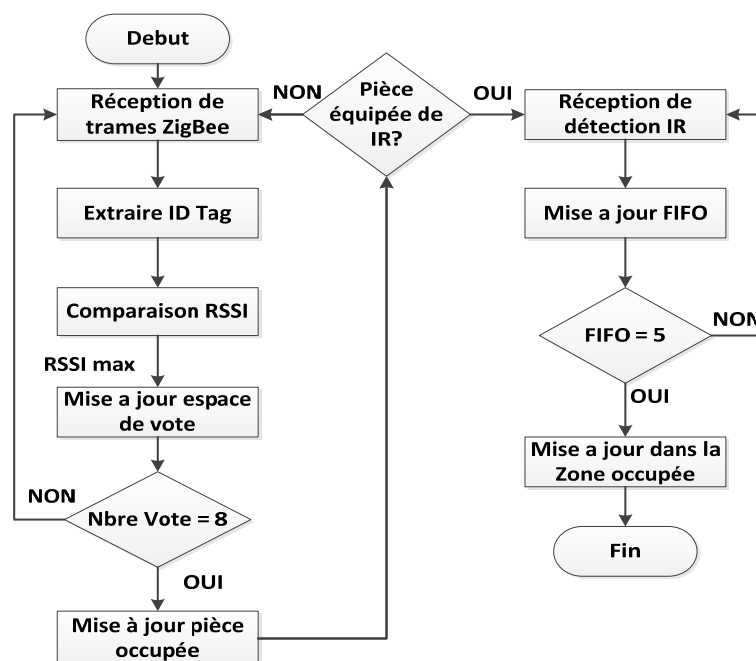 Debut
Réception de
trames ZigBee
Extraire ID Tag
Comparaison RSSI
RSSI max
Mise a jour espace
de vote
NON
Nbre Vote = 8
OUI
Mise à jour pièce
occupée
NON
Pièce
équipée de
IR?
OUI
Réception de
détection IR
Mise a jour FIFO
FIFO = 5
NON
OUI
Mise a jour dans la
Zone occupée
Fin